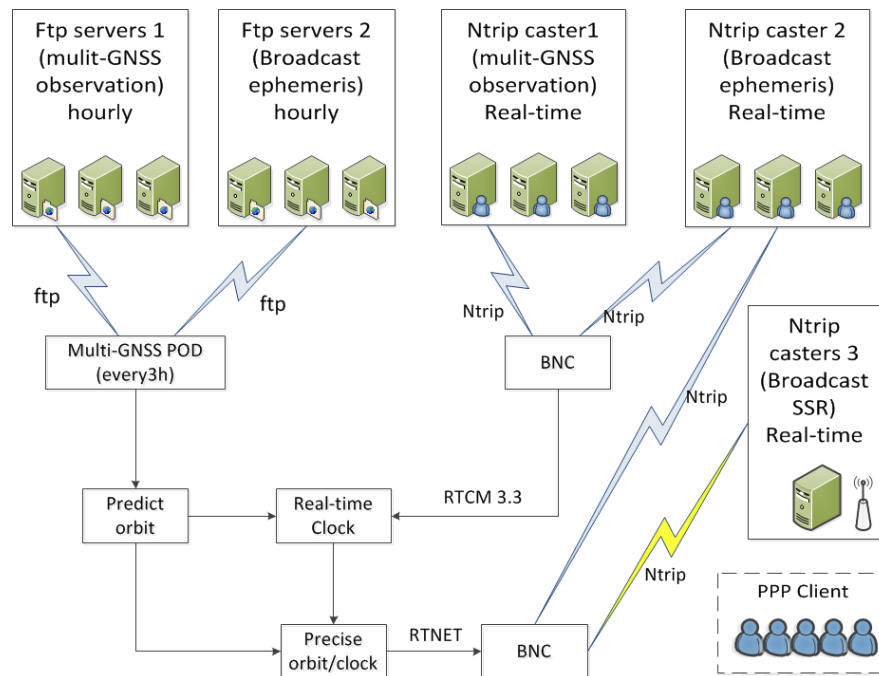 Ftp servers 1
(mulit-GNSS
observation)
hourly
Ftp servers 2
(Broadcast
ephemeris)
hourly
Ntrip caster1
(mulit-GNSS
observation)
Real-time
Ntrip casters 2
(Broadcast
ephemeris)
Real-time
ftp
ftp
Ntrip
Ntrip
Multi-GNSS POD
(every3h)
BNC
Ntrip
Ntrip
casters 3
(Broadcast
SSR)
Real-time
Predict
orbit
Real-time
Clock
RTCM 3.3
Ntrip
PPP Client
Precise
orbit/clock
RTNET
BNC